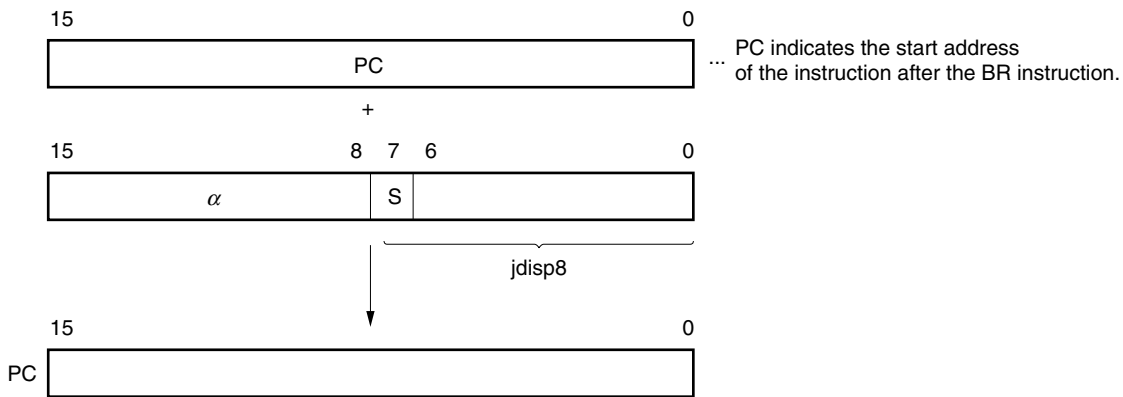 15 0
PC
... PC indicates the start address
of the instruction after the BR instruction.
+
15 8 7 6 0
α S
jdisp8
15 0
PC